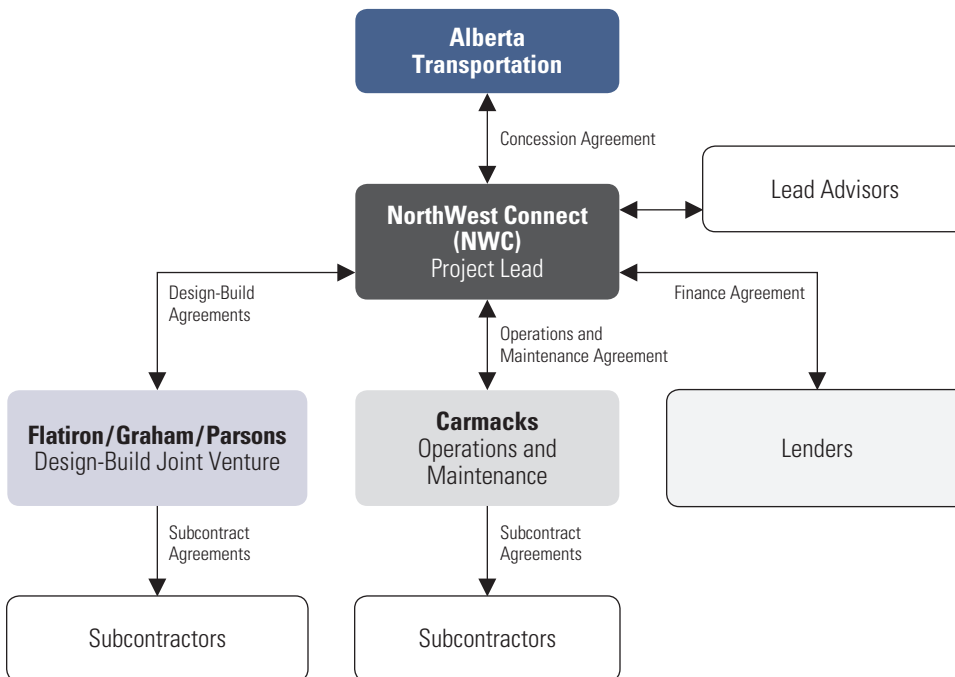 Alberta
Transportation
Concession Agreement
Lead Advisors
NorthWest Connect
(NWC)
Project Lead
Design-Build
Agreements
Finance Agreement
Operations and
Maintenance Agreement
Flatiron/Graham/Parsons
Design-Build Joint Venture
Carmacks
Operations and
Maintenance
Lenders
Subcontract
Agreements
Subcontract
Agreements
Subcontractors
Subcontractors